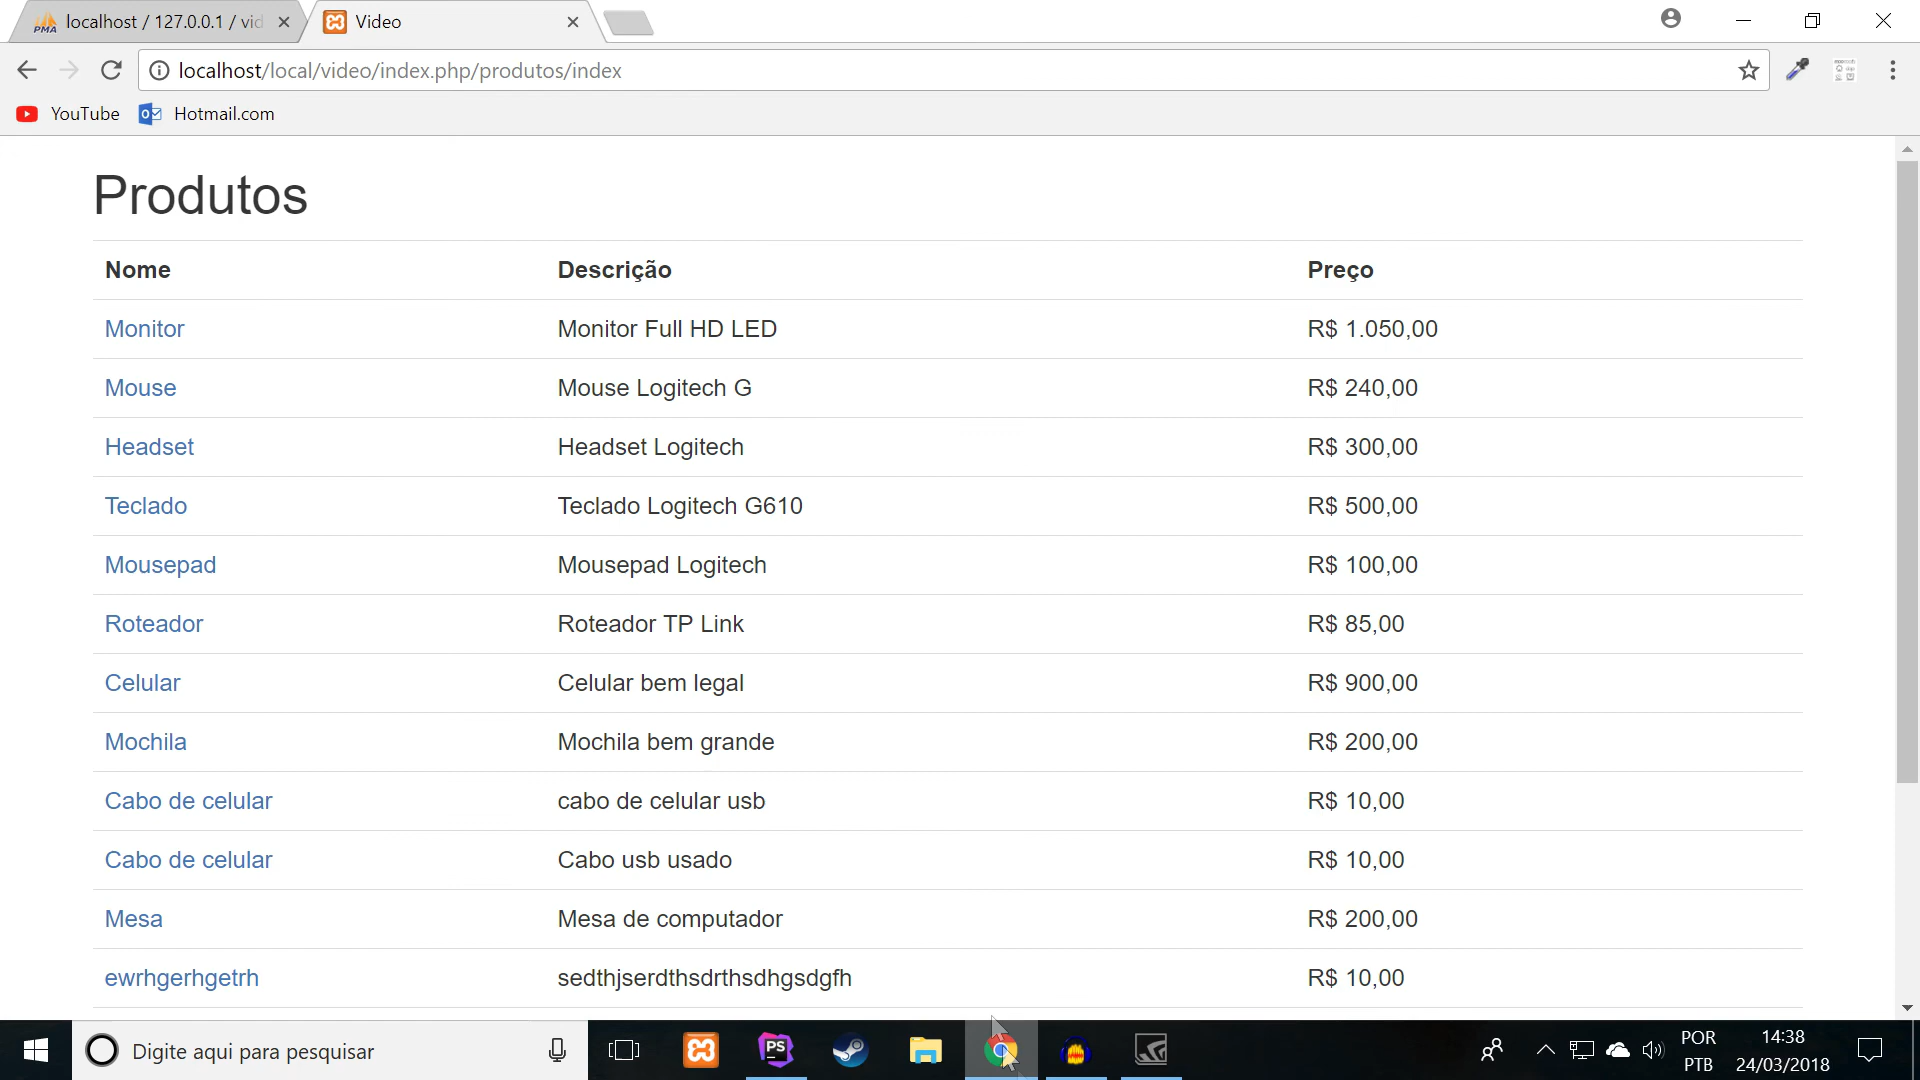 localhost / 127.0.0.1 / vid
Video
localhost/local/video/index.php/produtos/index
YouTube
Hotmail.com
Produtos
Nome Descrição Preço
Monitor Monitor Full HD LED R$ 1.050,00
Mouse Mouse Logitech G R$ 240,00
Headset Headset Logitech R$ 300,00
Teclado Teclado Logitech G610 R$ 500,00
Mousepad Mousepad Logitech R$ 100,00
Roteador Roteador TP Link R$ 85,00
Celular Celular bem legal R$ 900,00
Mochila Mochila bem grande R$ 200,00
Cabo de celular cabo de celular usb R$ 10,00
Cabo de celular Cabo usb usado R$ 10,00
Mesa Mesa de computador R$ 200,00
ewrhgerhgetrh sedthjserdthsdrthsdhgsdgfh R$ 10,00
Digite aqui para pesquisar
PS
POR
PTB
14:38
24/03/2018